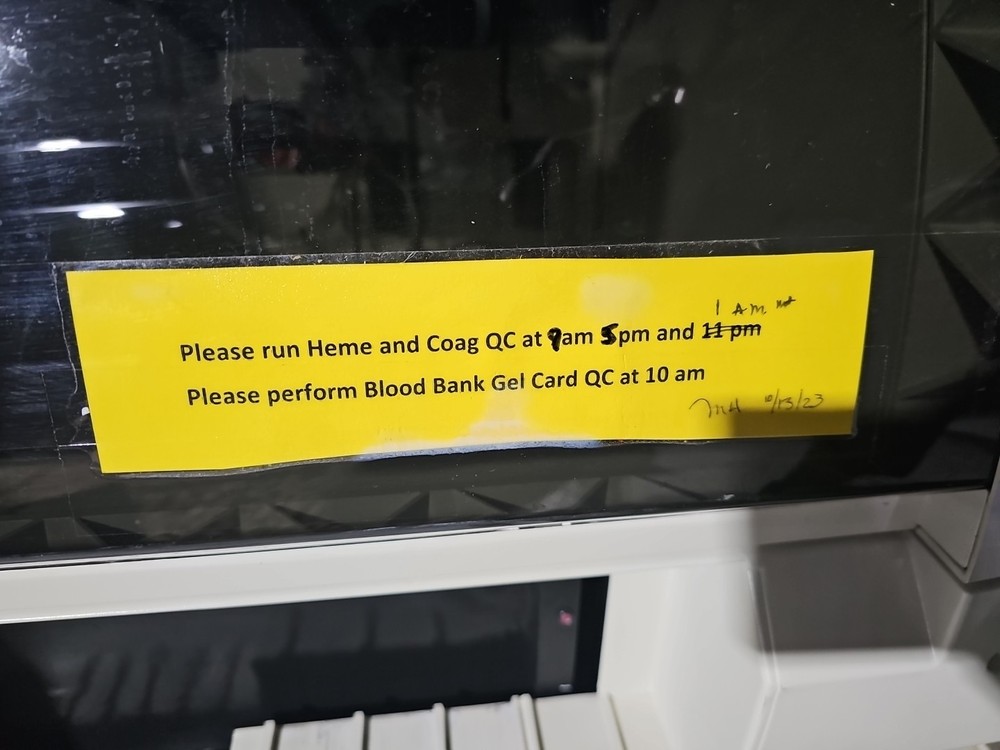 1 AM
Please run Heme and Coag QC at 9am 5pm and 11 pm
Please perform Blood Bank Gel Card QC at 10 am
/13/23